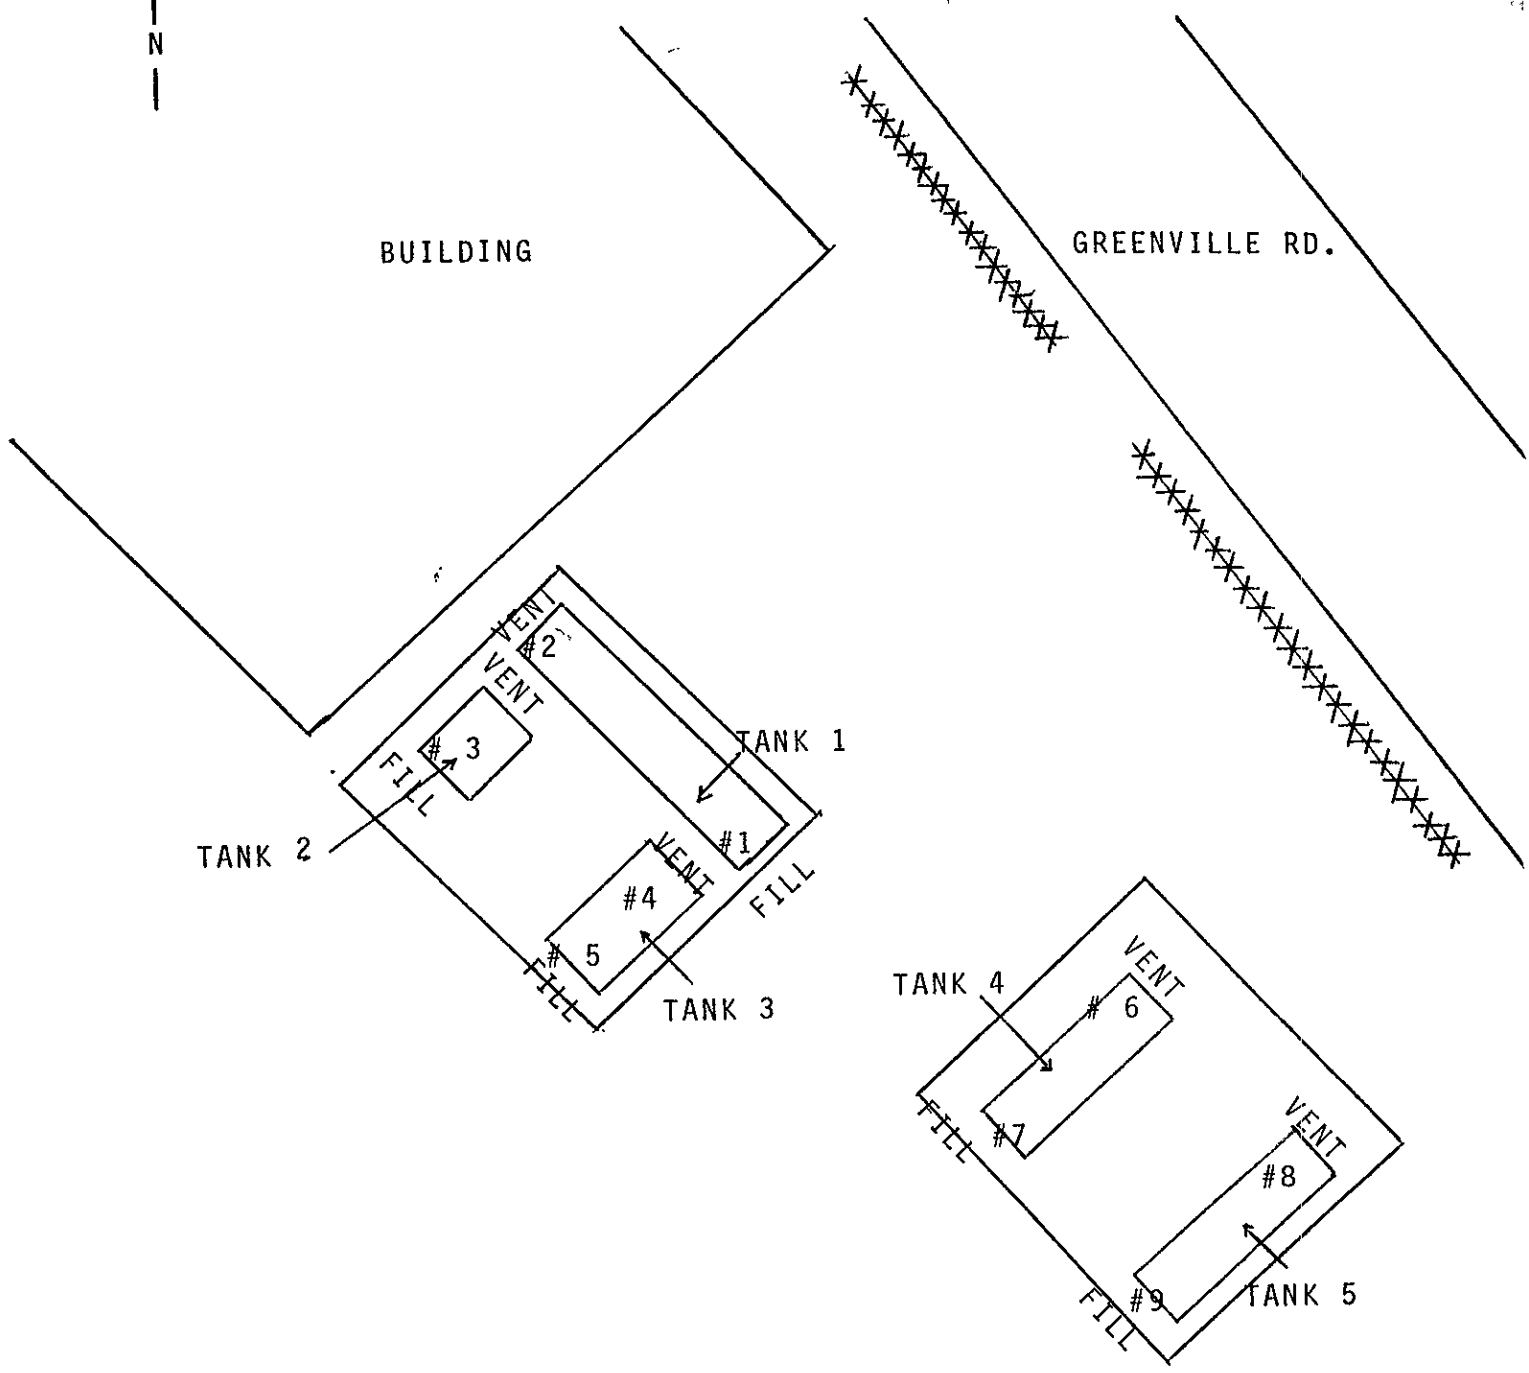 N
BUILDING
GREENVILLE RD.
VENT
#2
VENT
# 3
FILL
TANK 1
#1
TANK 2
VENT
#4
FILL
# 5
FILL
TANK 3
VENT
TANK 4
# 6
FILL
#7
VENT
#8
#9
TANK 5
FILL